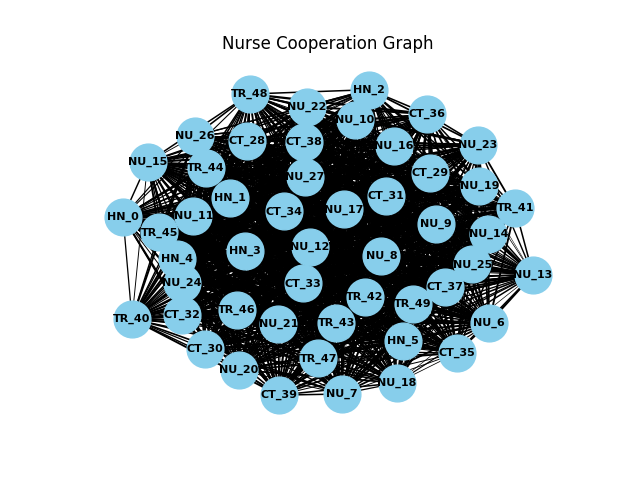 Nurse Cooperation Graph
HN_2
TR_48
NU_22
CT_36
NU_10
NU_26
CT_28
CT_38
NU_16
NU_23
NU_15
TR_44
CT_29
NU_27
NU_19
HN_1
CT_31
TR_41
HN_0
NU_11
CT_34
NU_17
NU_9
TR_45
NU_14
NU_12
HN_3
NU_8
HN_4
NU_25
NU_13
NU_24
CT_33
CT_37
TR_42
TR_49
TR_40
CT_32
TR_46
NU_21
TR_43
NU_6
HN_5
CT_30
CT_35
TR_47
NU_20
NU_18
CT_39
NU_7